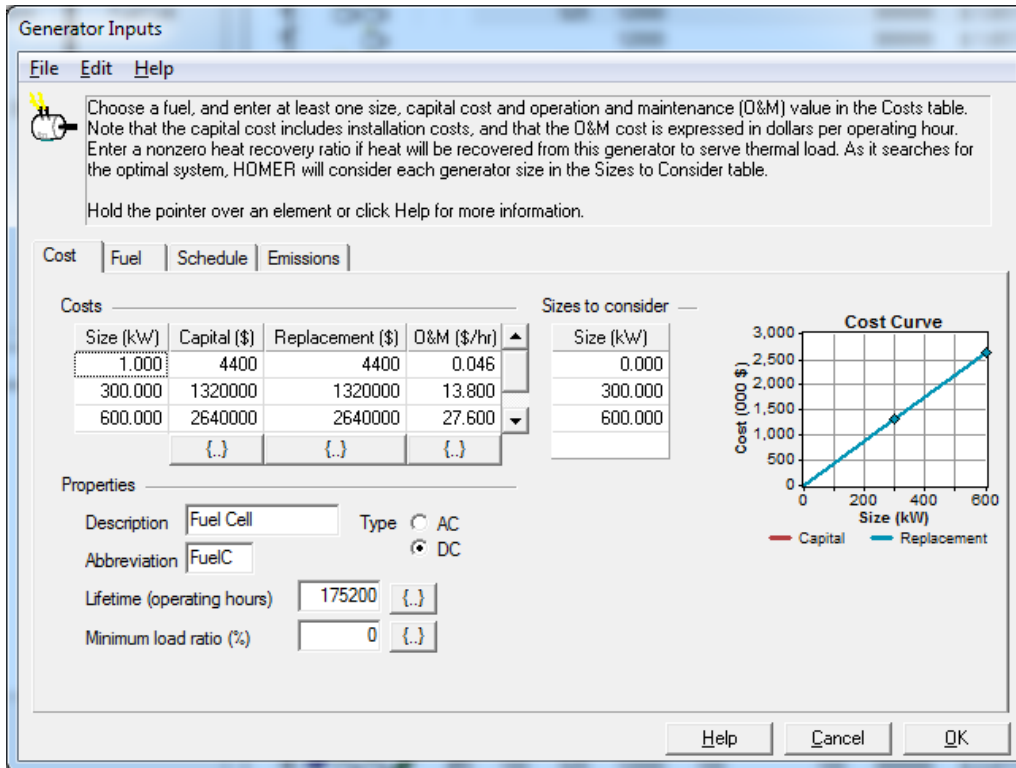 Generator Inputs
File Edit Help
Choose a fuel, and enter at least one size, capital cost and operation and maintenance (O&M) value in the Costs table.
Note that the capital cost includes installation costs, and that the O&M cost is expressed in dollars per operating hour.
Enter a nonzero heat recovery ratio if heat will be recovered from this generator to serve thermal load. As it searches for
the optimal system, HOMER will consider each generator size in the Sizes to Consider table.
Hold the pointer over an element or click Help for more information.
Cost Fuel Schedule Emissions
Costs
Size (kW) Capital ($) Replacement ($) O&M ($/hr)
1.000 4400 4400 0.046
300.000 1320000 1320000 13.800
600.000 2640000 2640000 27.600
{..} {..} {..}
Sizes to consider
Size (kW)
0.000
300.000
600.000
Cost Curve
Cost (000 $)
3,000
2,500
2,000
1,500
1,000
500
0
0 200 400 600
Size (kW)
Capital Replacement
Properties
Description Fuel Cell Type AC
DC
Abbreviation FuelC
Lifetime (operating hours) 175200 {..}
Minimum load ratio (%) 0 {..}
Help Cancel OK